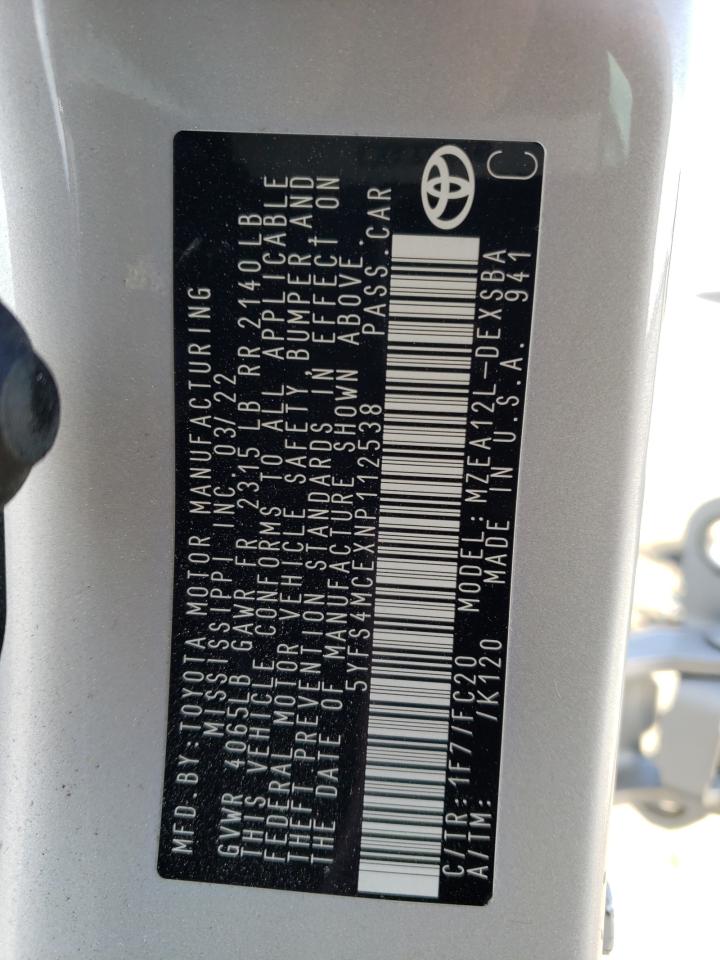 MFD. BY: TOYOTA MOTOR MANUFACTURING
MISSISSIPPI INC. 03/22
GVWR 4065LB GAWR FR 2315 LB RR 2140LB
THIS VEHICLE CONFORMS TO ALL APPLICABLE
FEDERAL MOTOR VEHICLE SAFETY, BUMPER, AND
THEFT PREVENTION STANDARDS IN EFFECT ON
THE DATE OF MANUFACTURE SHOWN ABOVE.
5YFS4MCEXNP112538 PASS. CAR
C/TR: 1F7/FC20 MODEL: MZEA12L-DEXSBA
A/TM: /K120 MADE IN U.S.A. 941
C